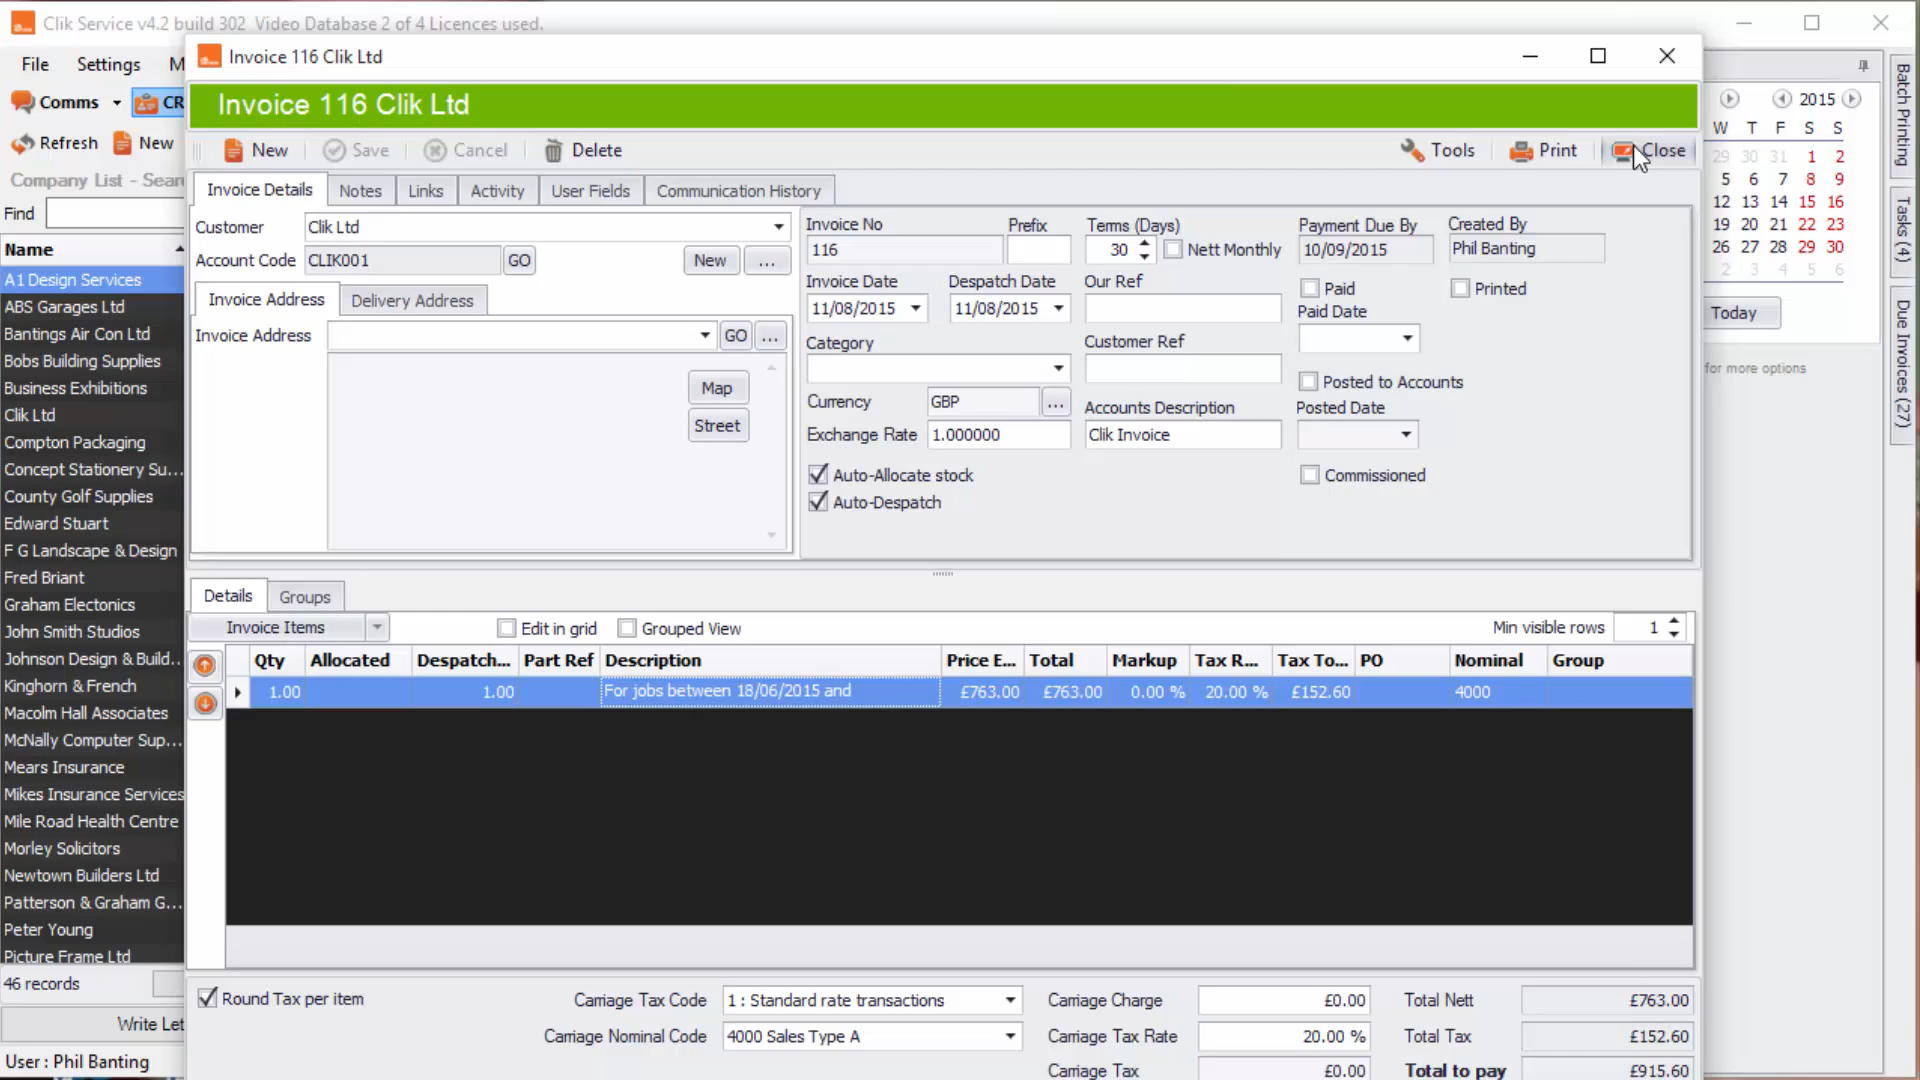 Clik Service v4.2 build 302 Video Database 2 of 4 Licences used.
File Settings M
Comms CR
Refresh New
Company List - Sear
Find
Name
A1 Design Services
ABS Garages Ltd
Bantings Air Con Ltd
Bobs Building Supplies
Business Exhibitions
Clik Ltd
Compton Packaging
Concept Stationery Su...
County Golf Supplies
Edward Stuart
F G Landscape & Design
Fred Briant
Graham Electonics
John Smith Studios
Johnson Design & Build...
Kinghorn & French
Macolm Hall Associates
McNally Computer Sup...
Mears Insurance
Mikes Insurance Services
Mile Road Health Centre
Morley Solicitors
Newtown Builders Ltd
Patterson & Graham G...
Peter Young
Picture Frame Ltd
46 records
Write Let
User : Phil Banting
Invoice 116 Clik Ltd
Invoice 116 Clik Ltd
New Save Cancel Delete Tools Print Close
Invoice Details Notes Links Activity User Fields Communication History
Customer Clik Ltd
Account Code CLIK001 GO New ...
Invoice Address Delivery Address
Invoice Address GO ...
Map
Street
Invoice No Prefix Terms (Days) Payment Due By Created By
116 30 Nett Monthly 10/09/2015 Phil Banting
Invoice Date Despatch Date Our Ref Paid Printed
11/08/2015 11/08/2015 Paid Date
Category Customer Ref
Posted to Accounts
Currency GBP ... Accounts Description Posted Date
Exchange Rate 1.000000 Clik Invoice
Auto-Allocate stock Commissioned
Auto-Despatch
Details Groups
Invoice Items Edit in grid Grouped View Min visible rows 1
Qty Allocated Despatch... Part Ref Description Price E... Total Markup Tax R... Tax To... PO Nominal Group
1.00 1.00 For jobs between 18/06/2015 and £763.00 £763.00 0.00 % 20.00 % £152.60 4000
Round Tax per item Carriage Tax Code 1 : Standard rate transactions Carriage Charge £0.00 Total Nett £763.00
Carriage Nominal Code 4000 Sales Type A Carriage Tax Rate 20.00 % Total Tax £152.60
Carriage Tax £0.00 Total to pay £915.60
2015
W T F S S
29 30 31 1 2
5 6 7 8 9
12 13 14 15 16
19 20 21 22 23
26 27 28 29 30
2 3 4 5 6
Today
for more options
Batch Printing
Tasks (4)
Due Invoices (27)